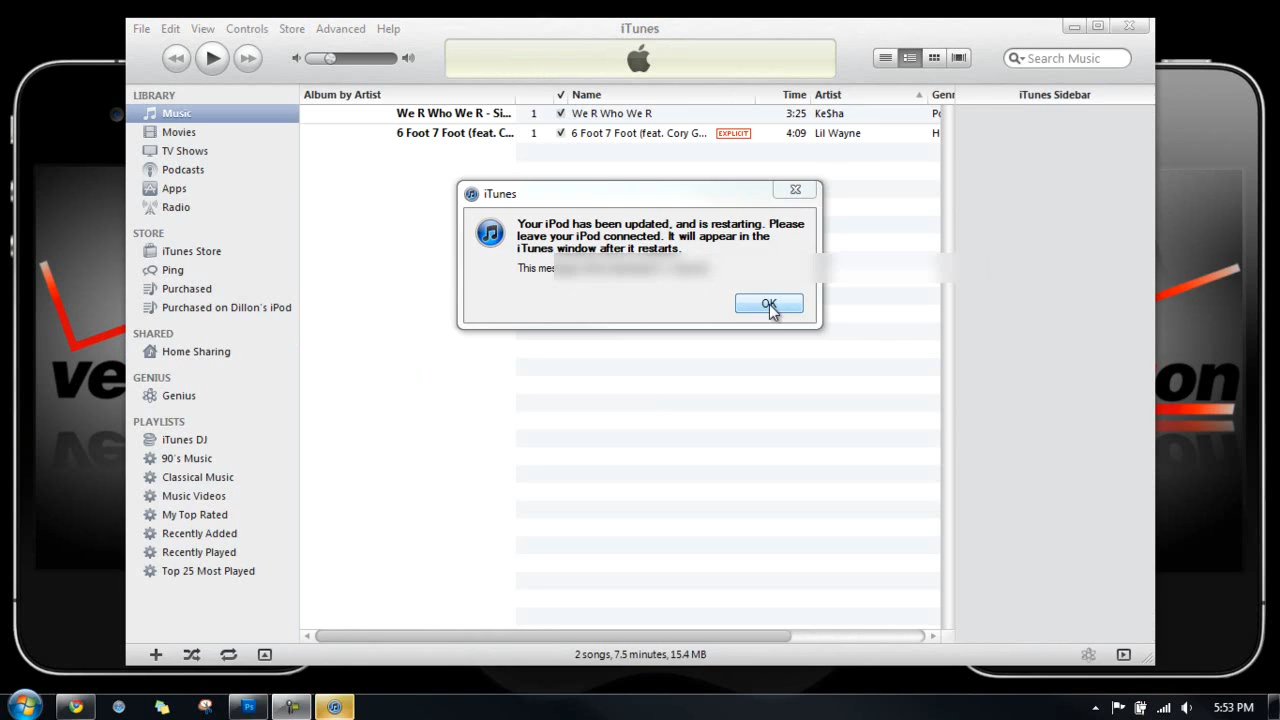 iTunes
File Edit View Controls Store Advanced Help
Search Music
LIBRARY
Music
Movies
TV Shows
Podcasts
Apps
Radio
STORE
iTunes Store
Ping
Purchased
Purchased on Dillon's iPod
SHARED
Home Sharing
GENIUS
Genius
PLAYLISTS
iTunes DJ
90's Music
Classical Music
Music Videos
My Top Rated
Recently Added
Recently Played
Top 25 Most Played
Album by Artist Name Time Artist Genr iTunes Sidebar
We R Who We R - Si... 1 We R Who We R 3:25 Ke$ha
6 Foot 7 Foot (feat. C... 1 6 Foot 7 Foot (feat. Cory G... EXPLICIT 4:09 Lil Wayne H
iTunes
Your iPod has been updated, and is restarting. Please
leave your iPod connected. It will appear in the
iTunes window after it restarts.
This
OK
2 songs, 7.5 minutes, 15.4 MB
Ps
5:53 PM